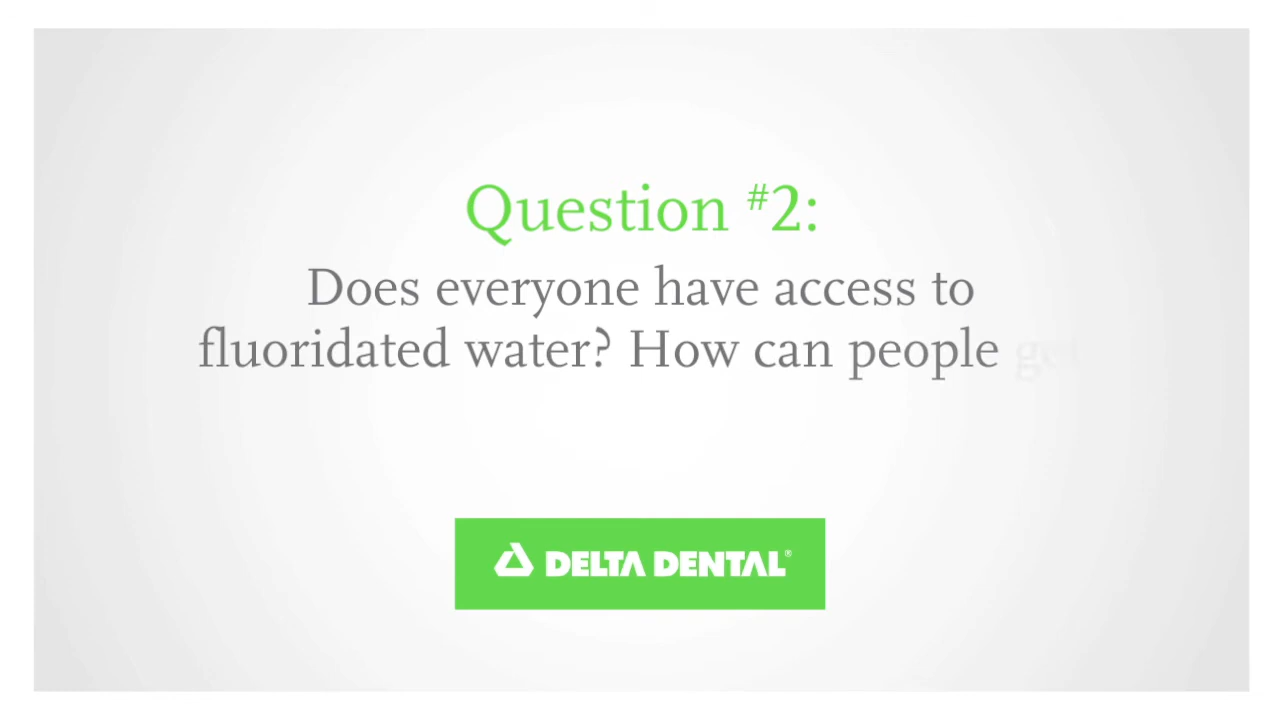 Question #2:
Does everyone have access to
fluoridated water? How can people
DELTA DENTAL®